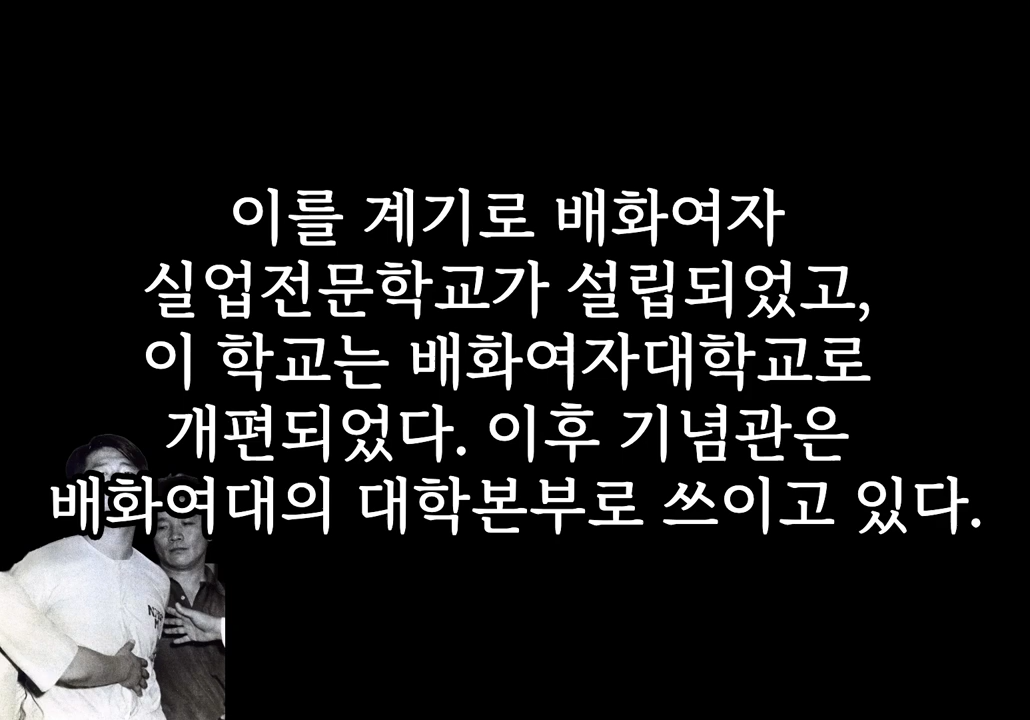 이를 계기로 배화여자
실업전문학교가 설립되었고,
이 학교는 배화여자대학교로
개편되었다. 이후 기념관은
배화여대의 대학본부로 쓰이고 있다.